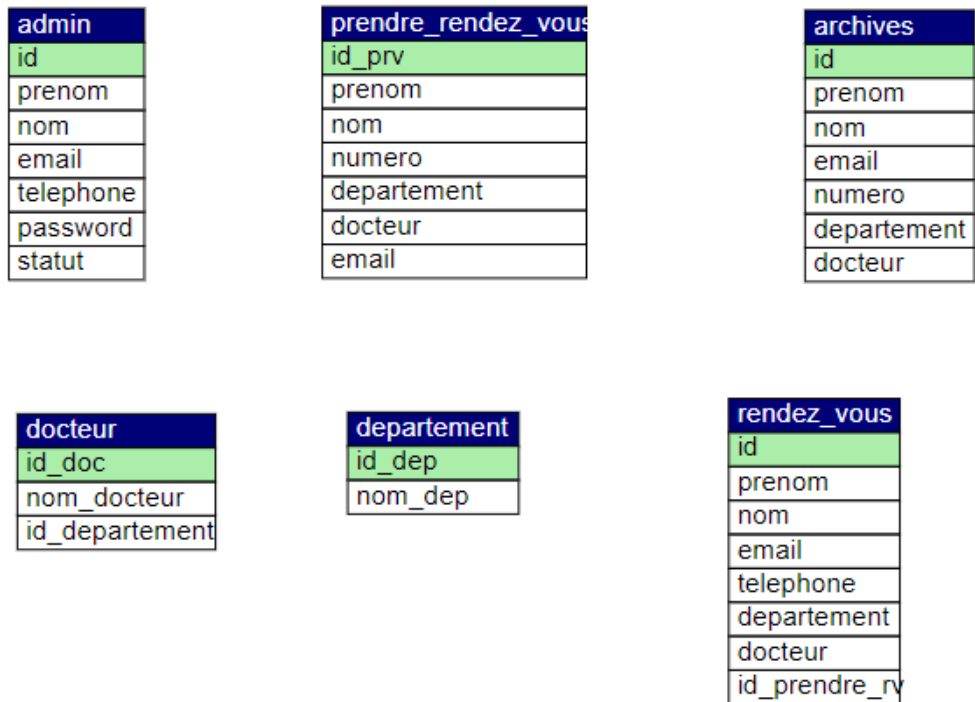 admin
id
prenom
nom
email
telephone
password
statut
prendre_rendez_vous
id_prv
prenom
nom
numero
departement
docteur
email
archives
id
prenom
nom
email
numero
departement
docteur
docteur
id_doc
nom_docteur
id_departement
departement
id_dep
nom_dep
rendez_vous
id
prenom
nom
email
telephone
departement
docteur
id_prendre_rv